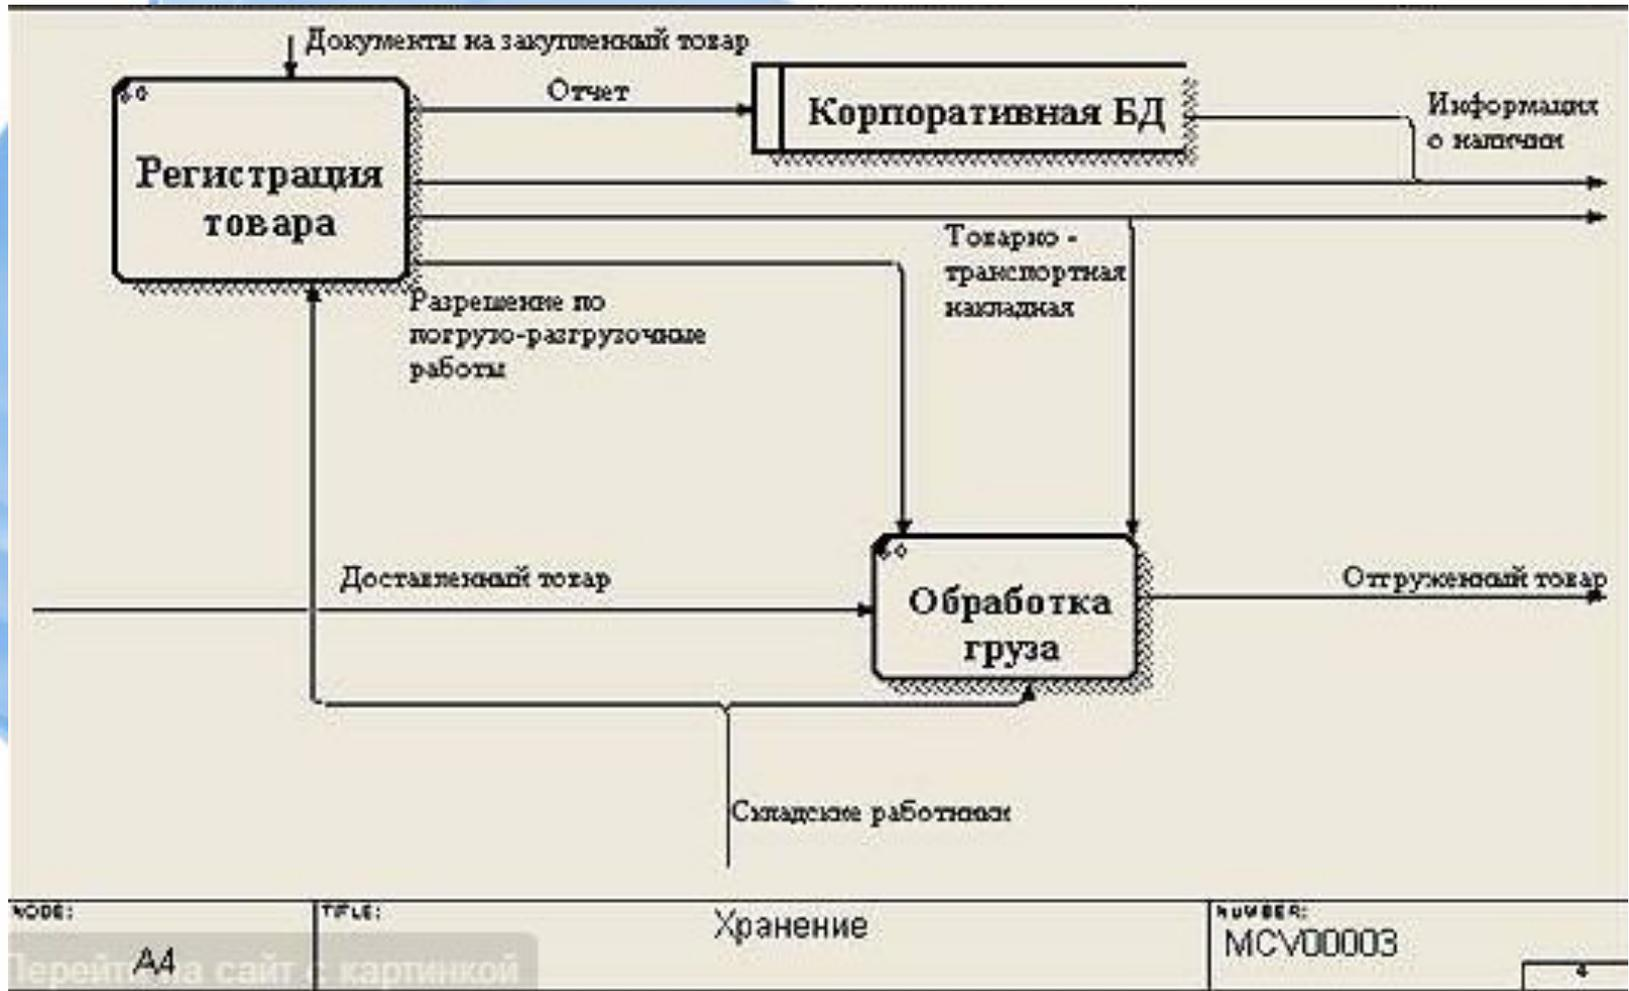 Документы на закупленный товар
Отчет
Корпоративная БД
Информация
о наличии
Регистрация
товара
Товарно -
транспортная
накладная
Разрешение по
погрузо-разгрузочные
работы
Доставленный товар
Обработка
груза
Отгруженный товар
Складские работники
NODE:
A4
TITLE:
Хранение
NUMBER:
MCV00003
4
Перейти на сайт с картинкой